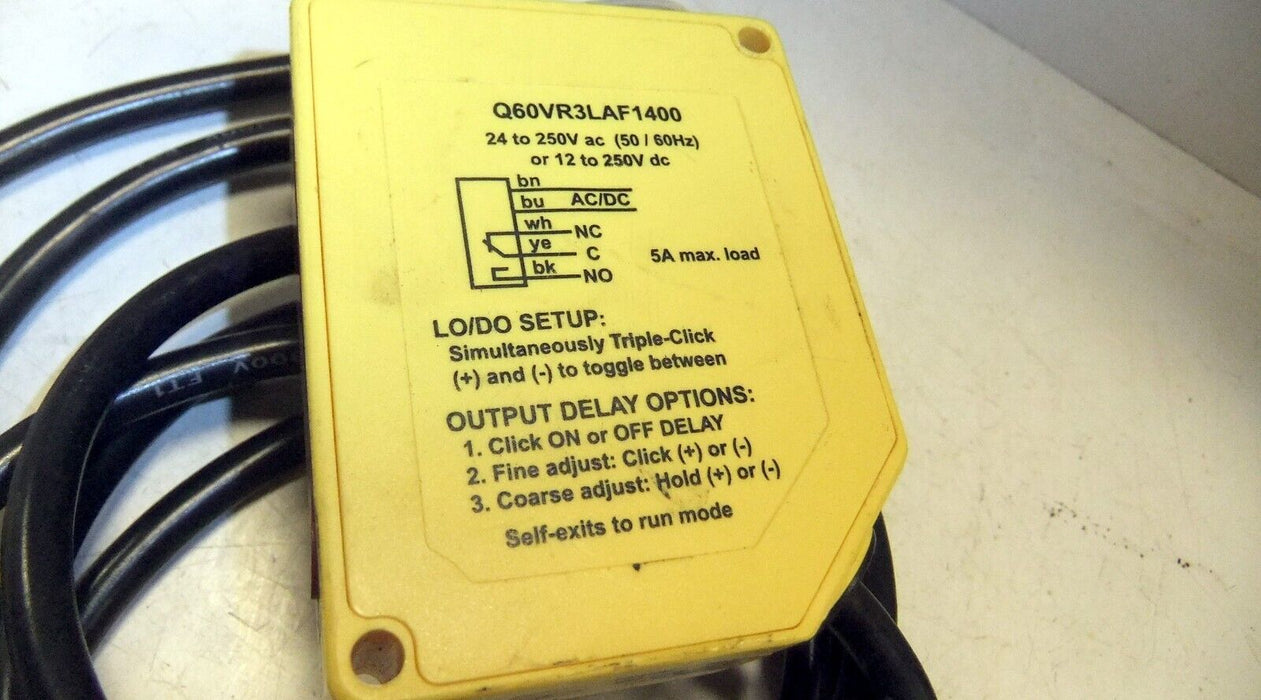 Q60VR3LAF1400
24 to 250V ac (50 / 60Hz)
or 12 to 250V dc
bn
bu AC/DC
wh NC
ye C
bk NO
5A max. load
LO/DO SETUP:
Simultaneously Triple-Click
(+) and (-) to toggle between
OUTPUT DELAY OPTIONS:
1. Click ON or OFF DELAY
2. Fine adjust: Click (+) or (-)
3. Coarse adjust: Hold (+) or (-)
Self-exits to run mode